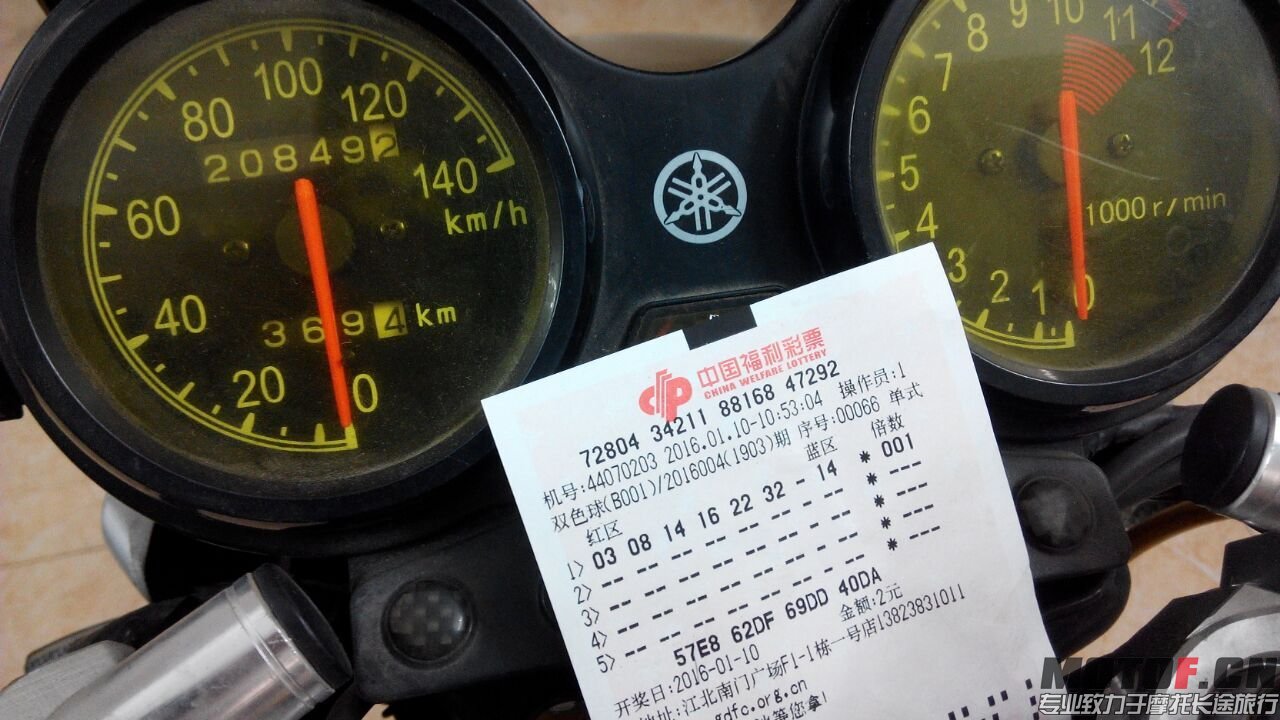 100
80
120
208492
60
140
km/h
40
3694 km
20
0
9
10
11
8
12
7
6
5
1000 r/min
4
3
2
1
0
中国福利彩票
CHINA WELFARE LOTTERY
72804 34211 88168 47292
机号:44070203 2016.01.10-10:53:04 操作员:1
双色球(B001)/2016004(1903)期 序号:00066 单式
红区 蓝区 倍数
1> 03 08 14 16 22 32 - 14 * 001
2> -- -- -- -- -- -- - -- * ---
3> -- -- -- -- -- -- - -- * ---
4> -- -- -- -- -- -- - -- * ---
5> -- -- -- -- -- -- - -- * ---
57E8 62DF 69DD 40DA
开奖日:2016-01-10 金额:2元
地址:江北南门广场F1-1栋一号店13823831011
gdfc.org.cn
等您拿!
MOTOF.CN
专业致力于摩托长途旅行